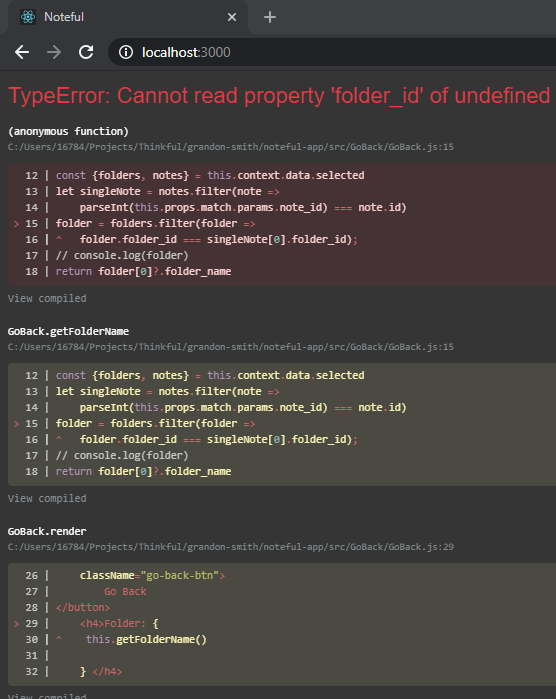 Noteful
localhost:3000
TypeError: Cannot read property 'folder_id' of undefined
(anonymous function)
C:/Users/16784/Projects/Thinkful/grandon-smith/noteful-app/src/GoBack/GoBack.js:15
12 | const {folders, notes} = this.context.data.selected
13 | let singleNote = notes.filter(note =>
14 |     parseInt(this.props.match.params.note_id) === note.id)
> 15 | folder = folders.filter(folder =>
16 | ^   folder.folder_id === singleNote[0].folder_id);
17 | // console.log(folder)
18 | return folder[0]?.folder_name
View compiled
GoBack.getFolderName
C:/Users/16784/Projects/Thinkful/grandon-smith/noteful-app/src/GoBack/GoBack.js:15
12 | const {folders, notes} = this.context.data.selected
13 | let singleNote = notes.filter(note =>
14 |     parseInt(this.props.match.params.note_id) === note.id)
> 15 | folder = folders.filter(folder =>
16 | ^   folder.folder_id === singleNote[0].folder_id);
17 | // console.log(folder)
18 | return folder[0]?.folder_name
View compiled
GoBack.render
C:/Users/16784/Projects/Thinkful/grandon-smith/noteful-app/src/GoBack/GoBack.js:29
26 |     className="go-back-btn">
27 |         Go Back
28 | </button>
> 29 |     <h4>Folder: {
30 | ^    this.getFolderName()
31 |
32 |     } </h4>
View compiled